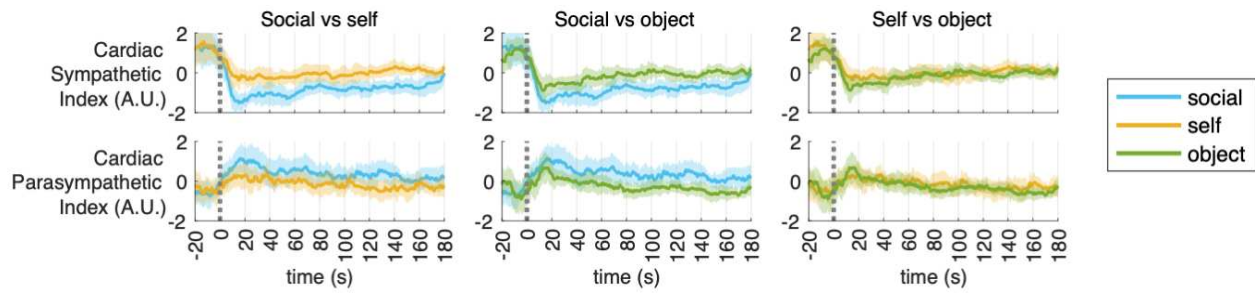 Social vs self
Social vs object
Self vs object
Cardiac
Sympathetic
Index (A.U.)
2
0
-2
2
0
-2
2
0
-2
social
self
object
Cardiac
Parasympathetic
Index (A.U.)
2
0
-2
2
0
-2
2
0
-2
-20 0 20 40 60 80 100 120 140 160 180
-20 0 20 40 60 80 100 120 140 160 180
-20 0 20 40 60 80 100 120 140 160 180
time (s)
time (s)
time (s)